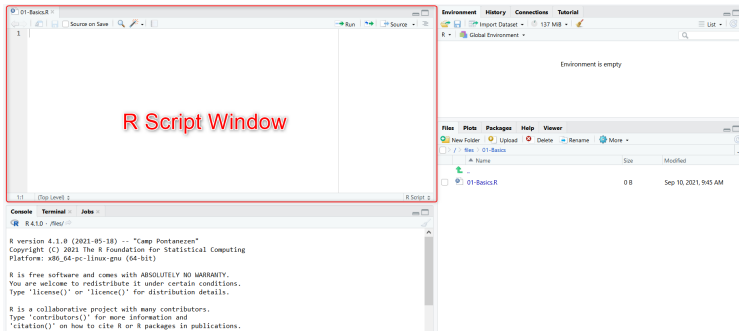 01-Basics.R
Source on Save
Run
Source
1
R Script Window
1:1 (Top Level) R Script
Console Terminal Jobs
R 4.1.0 · /files/
R version 4.1.0 (2021-05-18) -- "Camp Pontanezen"
Copyright (C) 2021 The R Foundation for Statistical Computing
Platform: x86_64-pc-linux-gnu (64-bit)
R is free software and comes with ABSOLUTELY NO WARRANTY.
You are welcome to redistribute it under certain conditions.
Type 'license()' or 'licence()' for distribution details.
R is a collaborative project with many contributors.
Type 'contributors()' for more information and
'citation()' on how to cite R or R packages in publications.
Environment History Connections Tutorial
Import Dataset 137 MiB List
R Global Environment
Environment is empty
Files Plots Packages Help Viewer
New Folder Upload Delete Rename More
/ files 01-Basics
Name Size Modified
..
01-Basics.R 0 B Sep 10, 2021, 9:45 AM